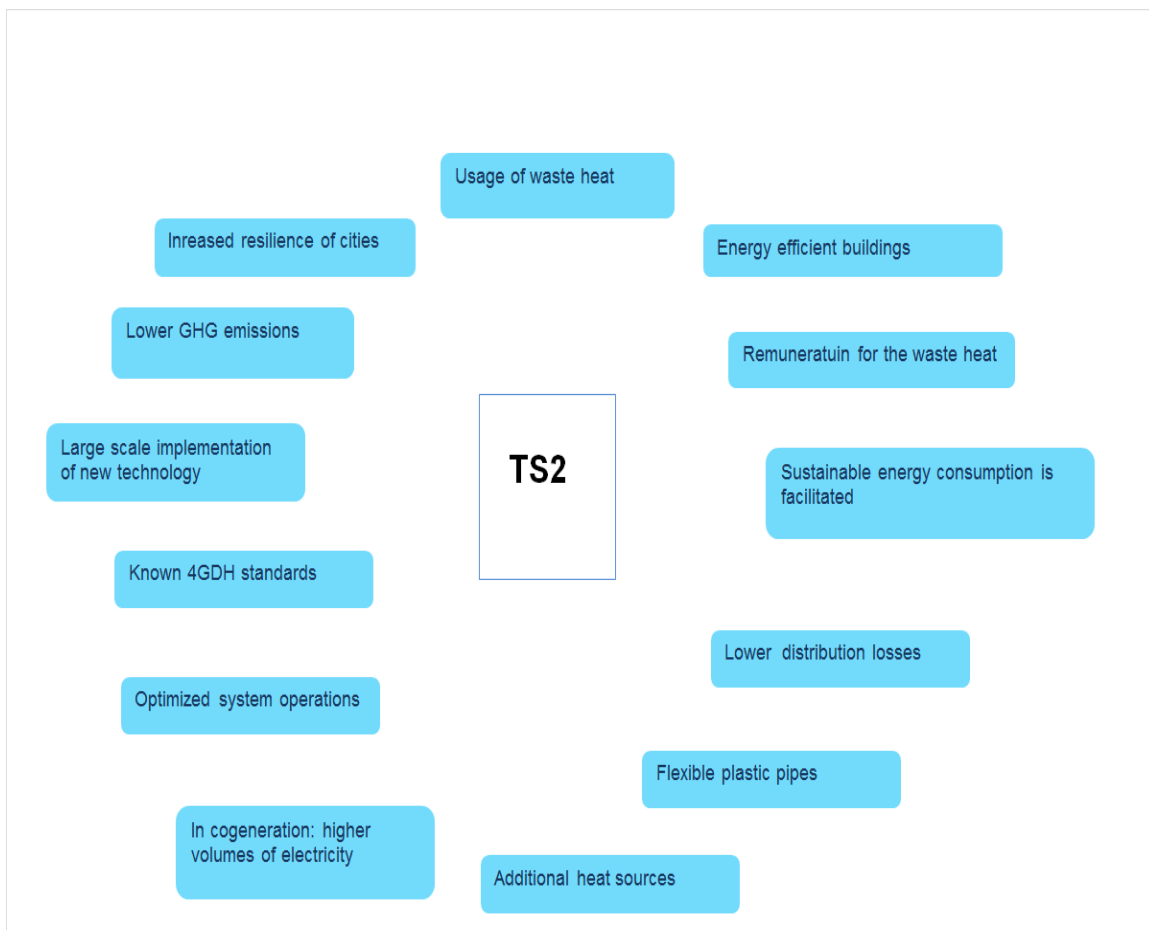 Usage of waste heat
Inreased resilience of cities
Energy efficient buildings
Lower GHG emissions
Remuneratuin for the waste heat
Large scale implementation
of new technology
TS2
Sustainable energy consumption is
facilitated
Known 4GDH standards
Lower distribution losses
Optimized system operations
Flexible plastic pipes
In cogeneration: higher
volumes of electricity
Additional heat sources